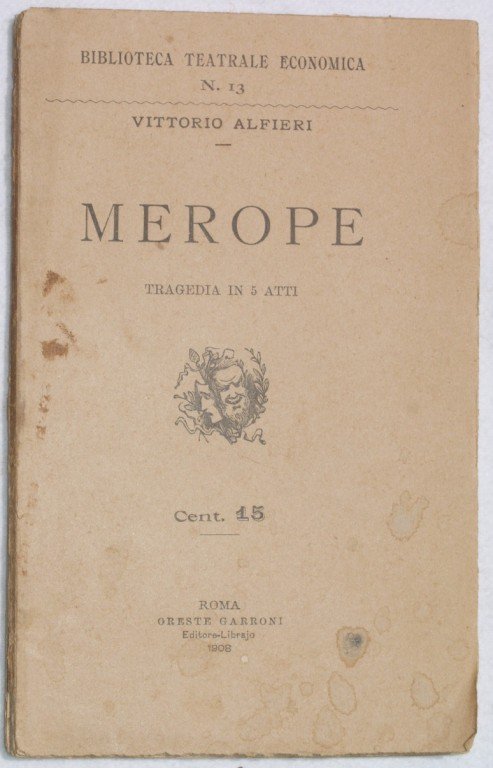 BIBLIOTECA TEATRALE ECONOMICA
N. 13
VITTORIO ALFIERI
MEROPE
TRAGEDIA IN 5 ATTI
Cent. 15
ROMA
ORESTE GARRONI
Editore-Librajo
1908